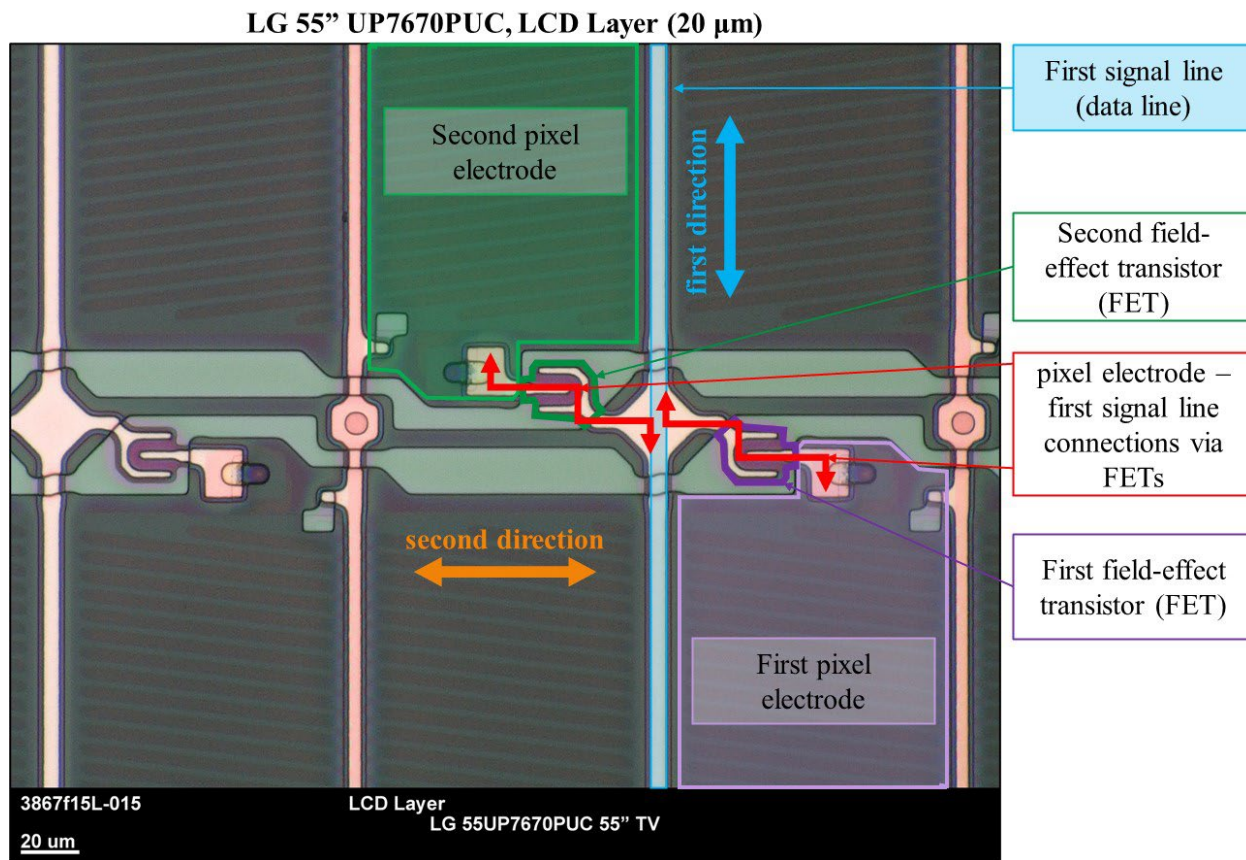 LG 55” UP7670PUC, LCD Layer (20 µm)
First signal line
(data line)
Second pixel
electrode
first direction
Second field-
effect transistor
(FET)
pixel electrode –
first signal line
connections via
FETs
second direction
First field-effect
transistor (FET)
First pixel
electrode
3867f15L-015
LCD Layer
LG 55UP7670PUC 55” TV
20 um